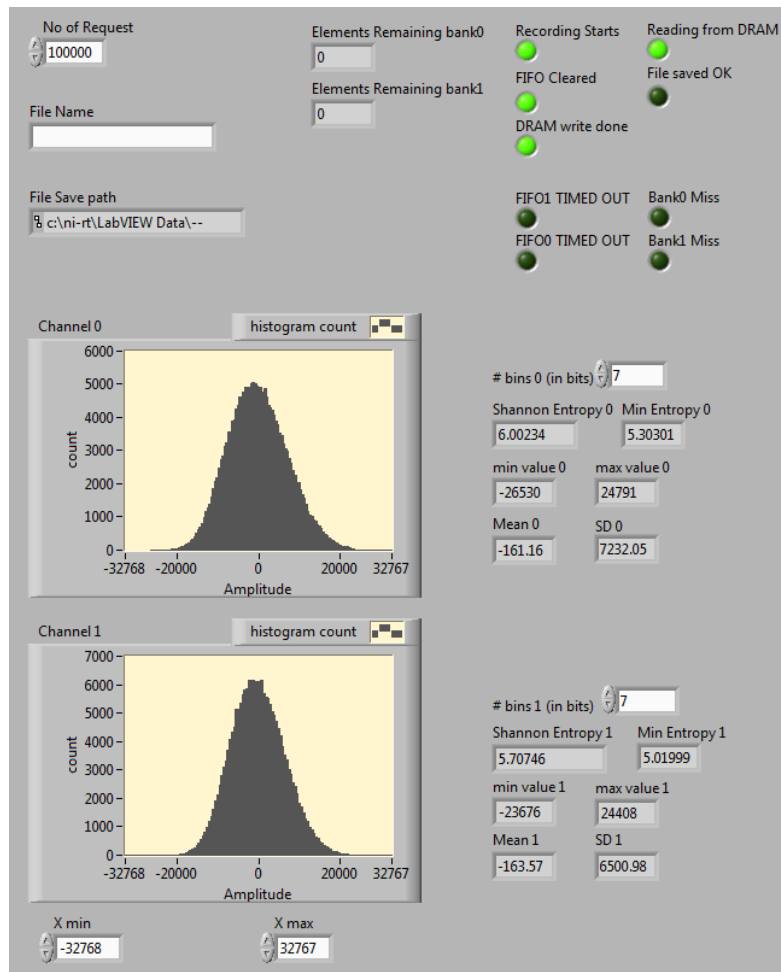 No of Request
100000
File Name
File Save path
c:\ni-rt\LabVIEW Data\--
Elements Remaining bank0
0
Elements Remaining bank1
0
Recording Starts
Reading from DRAM
FIFO Cleared
File saved OK
DRAM write done
FIFO1 TIMED OUT
Bank0 Miss
FIFO0 TIMED OUT
Bank1 Miss
Channel 0
histogram count
6000
5000
4000
3000
2000
1000
0
count
-32768 -20000 0 20000 32767
Amplitude
# bins 0 (in bits) 7
Shannon Entropy 0 Min Entropy 0
6.00234 5.30301
min value 0 max value 0
-26530 24791
Mean 0 SD 0
-161.16 7232.05
Channel 1
histogram count
7000
6000
5000
4000
3000
2000
1000
0
count
-32768 -20000 0 20000 32767
Amplitude
# bins 1 (in bits) 7
Shannon Entropy 1 Min Entropy 1
5.70746 5.01999
min value 1 max value 1
-23676 24408
Mean 1 SD 1
-163.57 6500.98
X min X max
-32768 32767